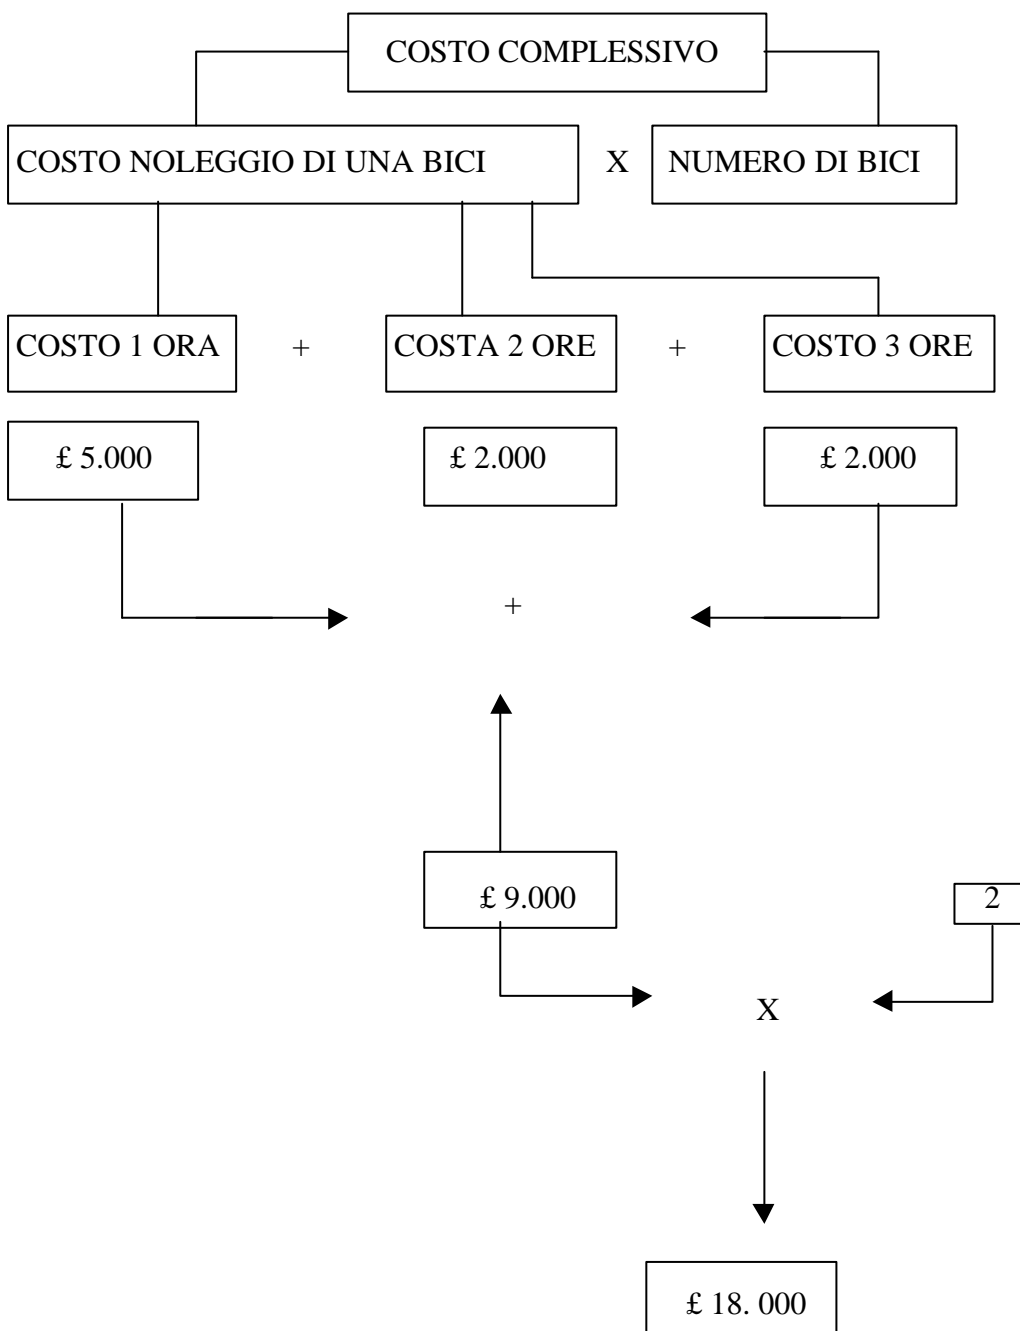 COSTO COMPLESSIVO
COSTO NOLEGGIO DI UNA BICI X NUMERO DI BICI
COSTO 1 ORA + COSTA 2 ORE + COSTO 3 ORE
£ 5.000 £ 2.000 £ 2.000
+
£ 9.000 2
X
£ 18. 000